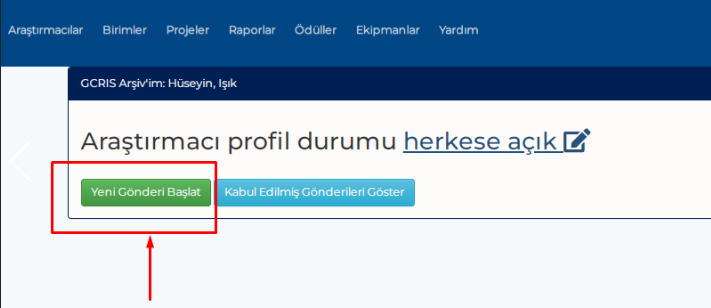 Araştırmacılar Birimler Projeler Raporlar Ödüller Ekipmanlar Yardım
GCRIS Arşiv'im: Hüseyin, Işık
Araştırmacı profil durumu herkese açık
Yeni Gönderi Başlat Kabul Edilmiş Gönderileri Göster